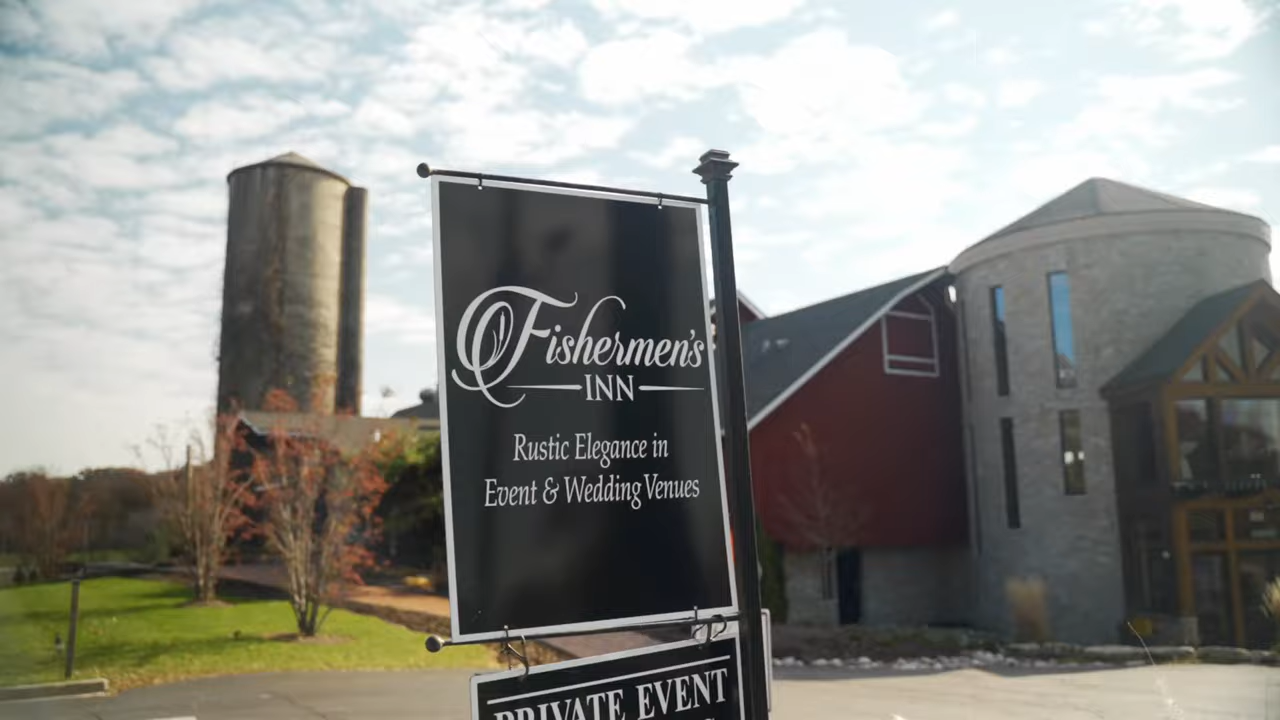 Fishermen's
INN
Rustic Elegance in
Event & Wedding Venues
PRIVATE EVENT